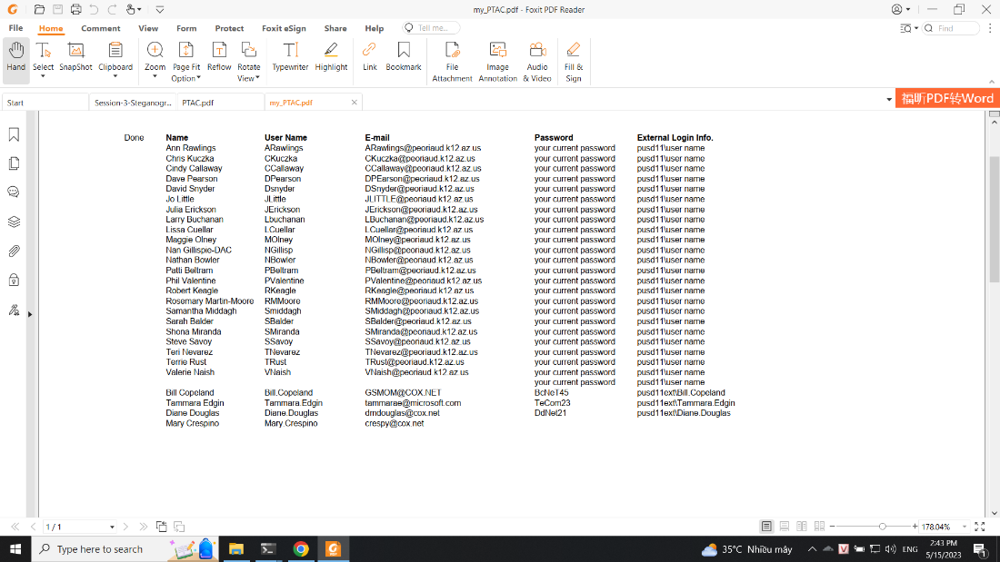 my_PTAC.pdf - Foxit PDF Reader
File Home Comment View Form Protect Foxit eSign Share Help Tell me... Find
Hand Select SnapShot Clipboard Zoom Page Fit Option Reflow Rotate View Typewriter Highlight Link Bookmark File Attachment Image Annotation Audio & Video Fill & Sign
Start Session-3-Steganogr... PTAC.pdf my_PTAC.pdf 福昕PDF转Word
Done Name User Name E-mail Password External Login Info.
Ann Rawlings ARawlings ARawlings@peoriaud.k12.az.us your current password pusd11\user name
Chris Kuczka CKuczka CKuczka@peoriaud.k12.az.us your current password pusd11\user name
Cindy Callaway CCallaway CCallaway@peoriaud.k12.az.us your current password pusd11\user name
Dave Pearson DPearson DPEarson@peoriaud.k12.az.us your current password pusd11\user name
David Snyder Dsnyder DSnyder@peoriaud.k12.az.us your current password pusd11\user name
Jo Little JLittle JLITTLE@peoriaud.k12.az.us your current password pusd11\user name
Julia Erickson JErickson JErickson@peoriaud.k12.az.us your current password pusd11\user name
Larry Buchanan Lbuchanan LBuchanan@peoriaud.k12.az.us your current password pusd11\user name
Lissa Cuellar LCuellar LCuellar@peoriaud.k12.az.us your current password pusd11\user name
Maggie Olney MOlney MOlney@peoriaud.k12.az.us your current password pusd11\user name
Nan Gillispie-DAC NGillisp NGillisp@peoriaud.k12.az.us your current password pusd11\user name
Nathan Bowler NBowler NBowler@peoriaud.k12.az.us your current password pusd11\user name
Patti Beltram PBeltram PBeltram@peoriaud.k12.az.us your current password pusd11\user name
Phil Valentine PValentine PValentine@peoriaud.k12.az.us your current password pusd11\user name
Robert Keagle RKeagle RKeagle@peoriaud.k12.az.us your current password pusd11\user name
Rosemary Martin-Moore RMMoore RMMoore@peoriaud.k12.az.us your current password pusd11\user name
Samantha Middagh Smiddagh SMiddagh@peoriaud.k12.az.us your current password pusd11\user name
Sarah Balder SBalder SBalder@peoriaud.k12.az.us your current password pusd11\user name
Shona Miranda SMiranda SMiranda@peoriaud.k12.az.us your current password pusd11\user name
Steve Savoy SSavoy SSavoy@peoriaud.k12.az.us your current password pusd11\user name
Teri Nevarez TNevarez TNevarez@peoriaud.k12.az.us your current password pusd11\user name
Terrie Rust TRust TRust@peoriaud.k12.az.us your current password pusd11\user name
Valerie Naish VNaish VNaish@peoriaud.k12.az.us your current password pusd11\user name
your current password pusd11\user name
Bill Copeland Bill.Copeland GSMOM@COX.NET BcNeT45 pusd11ext\Bill.Copeland
Tammara Edgin Tammara.Edgin tammarae@microsoft.com TeCom23 pusd11ext\Tammara.Edgin
Diane Douglas Diane.Douglas dmdouglas@cox.net DdNet21 pusd11ext\Diane.Douglas
Mary Crespino Mary.Crespino crespy@cox.net
1 / 1 178.04%
Type here to search 35°C Nhiều mây V ENG 2:43 PM
5/15/2023 1